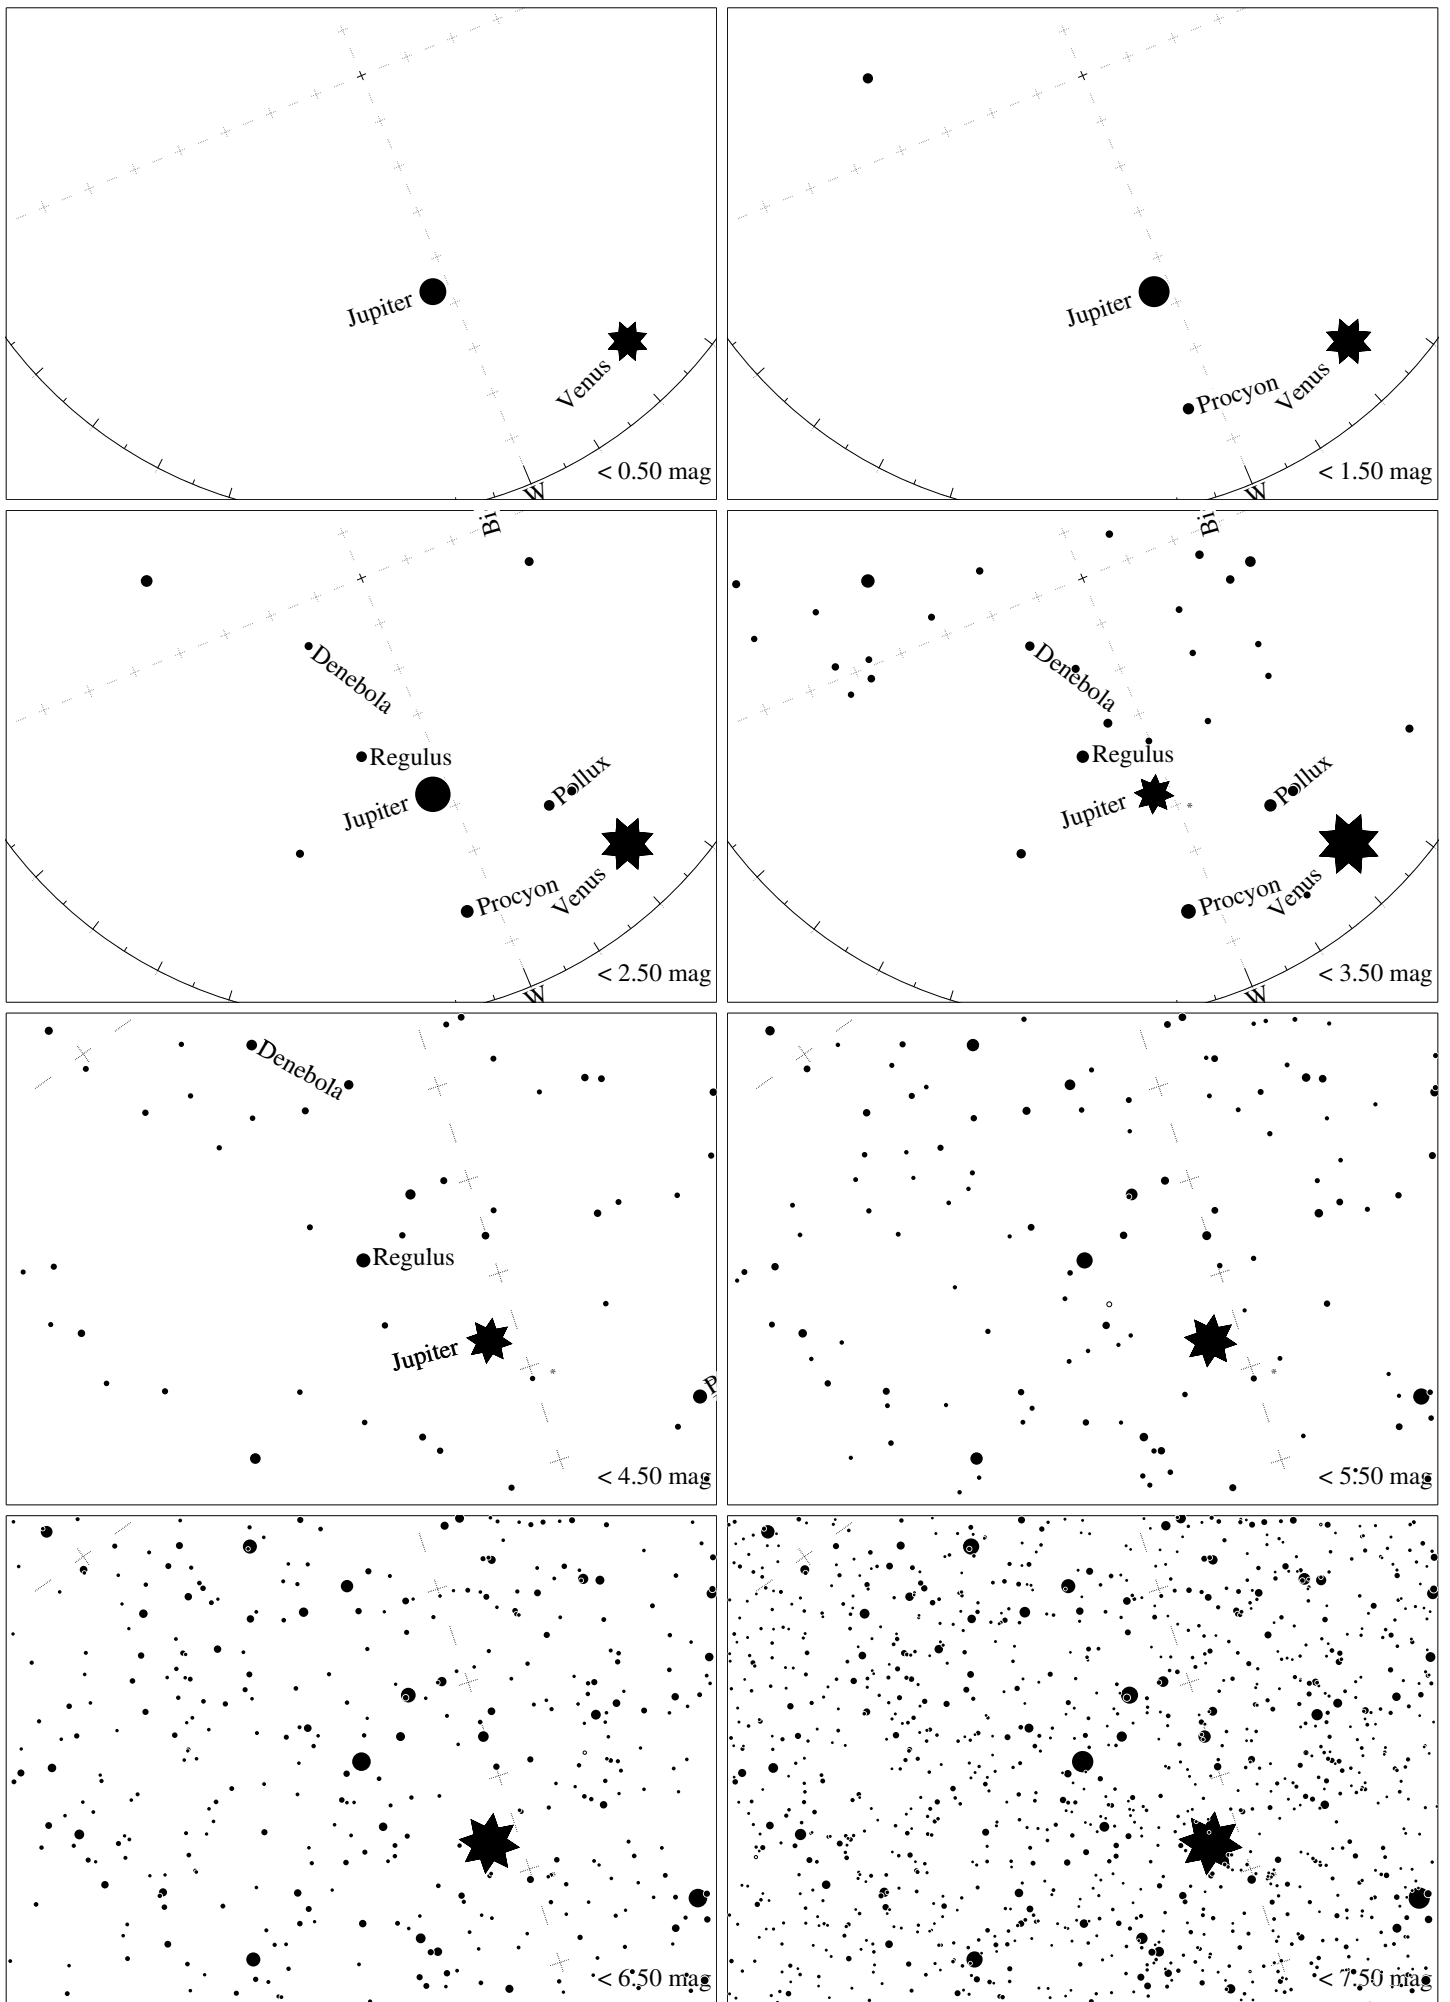 Jupiter
Venus
W
< 0.50 mag
Jupiter
Procyon
Venus
W
< 1.50 mag
Bi
Denebola
Regulus
Pollux
Jupiter
Procyon
Venus
W
< 2.50 mag
Bi
Denebola
Regulus
Pollux
Jupiter
Procyon
Venus
W
< 3.50 mag
Denebola
Regulus
Jupiter
P
< 4.50 mag
< 5.50 mag
< 6.50 mag
< 7.50 mag